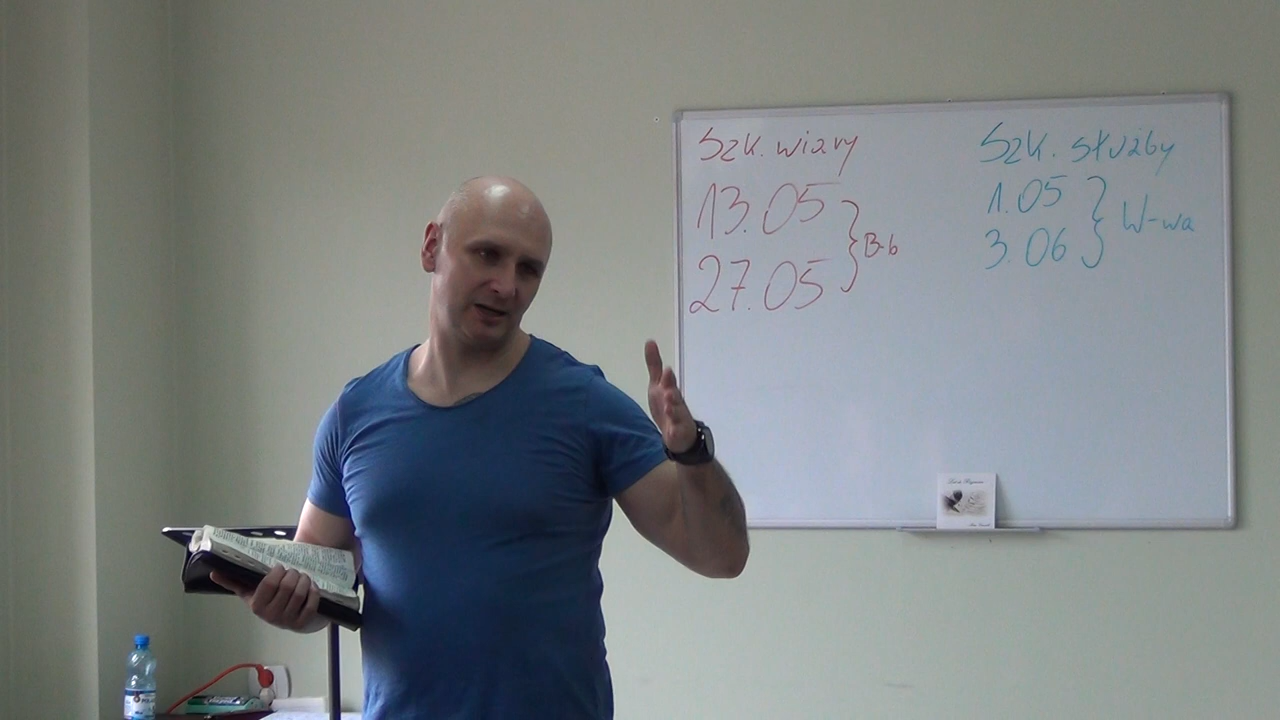 Szk. wiary
13.05
27.05
B-b
Szk. służby
1.05
3.06
W-wa